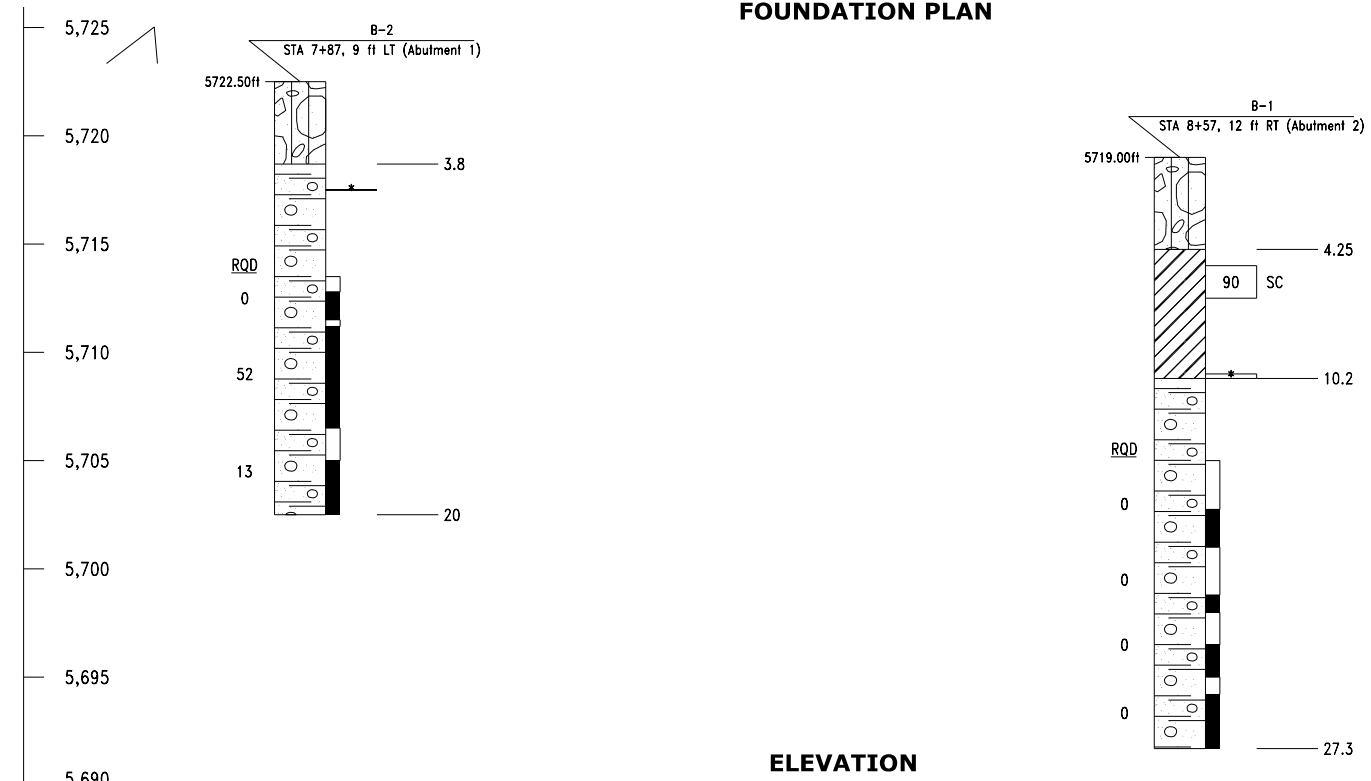 FOUNDATION PLAN
5,725
5,720
5,715
5,710
5,705
5,700
5,695
5,690
B-2
STA 7+87, 9 ft LT (Abutment 1)
5722.50ft
3.8
*
RQD
0
52
13
20
B-1
STA 8+57, 12 ft RT (Abutment 2)
5719.00ft
4.25
90 SC
*
10.2
RQD
0
0
0
0
27.3
ELEVATION